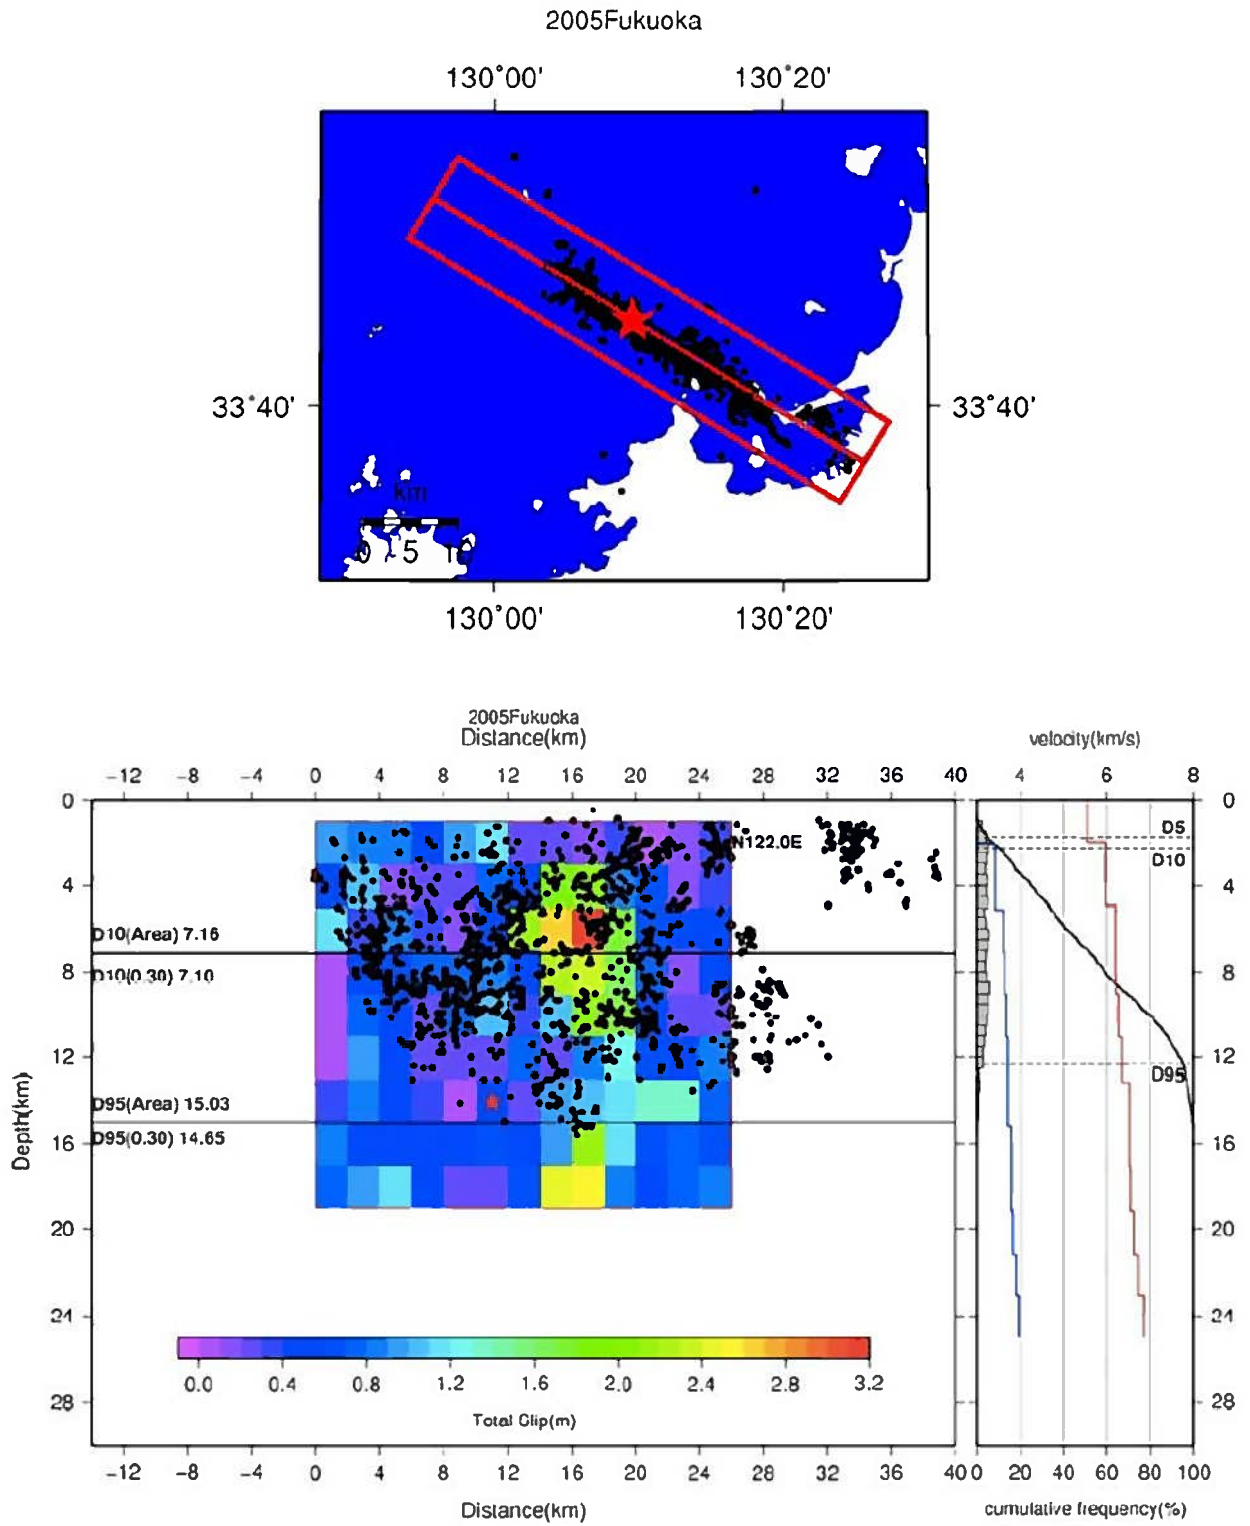 2005Fukuoka
130°00' 130°20'
33°40' 33°40'
km
0 5 10
130°00' 130°20'
2005Fukuoka
Distance(km)
velocity(km/s)
−12 −8 −4 0 4 8 12 16 20 24 28 32 36 40 4 6 8
0 0
D5
N122.0E
D10
4 4
D10(Area) 7.16
8 8
D10(0.30) 7.10
12 12
D95
D95(Area) 15.03
D95(0.30) 14.65
16 16
Depth(km)
20 20
24 24
0.0 0.4 0.8 1.2 1.6 2.0 2.4 2.8 3.2
28 28
Total Slip(m)
−12 −8 −4 0 4 8 12 16 20 24 28 32 36 40 0 20 40 60 80 100
Distance(km)
cumulative frequency(%)